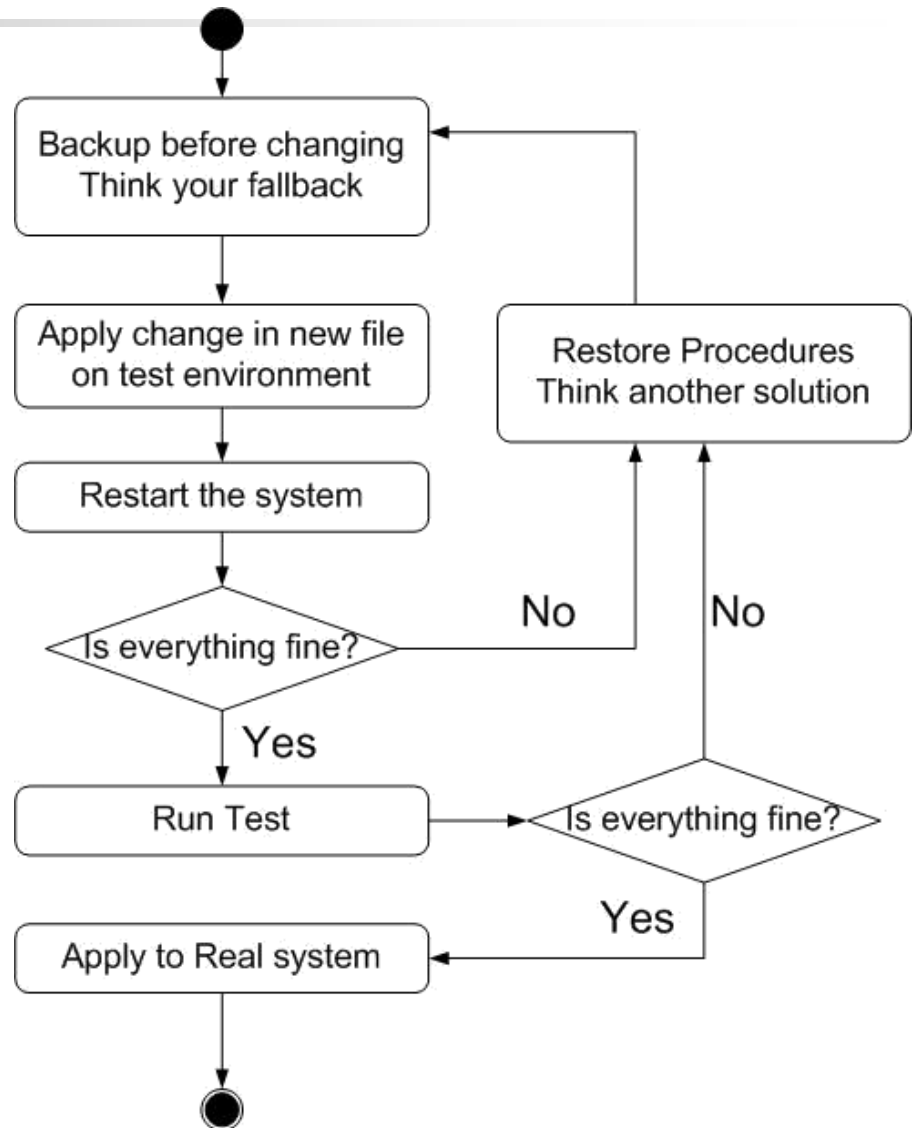 Backup before changing
Think your fallback
Apply change in new file
on test environment
Restore Procedures
Think another solution
Restart the system
Is everything fine?
No
No
Yes
Run Test
Is everything fine?
Yes
Apply to Real system